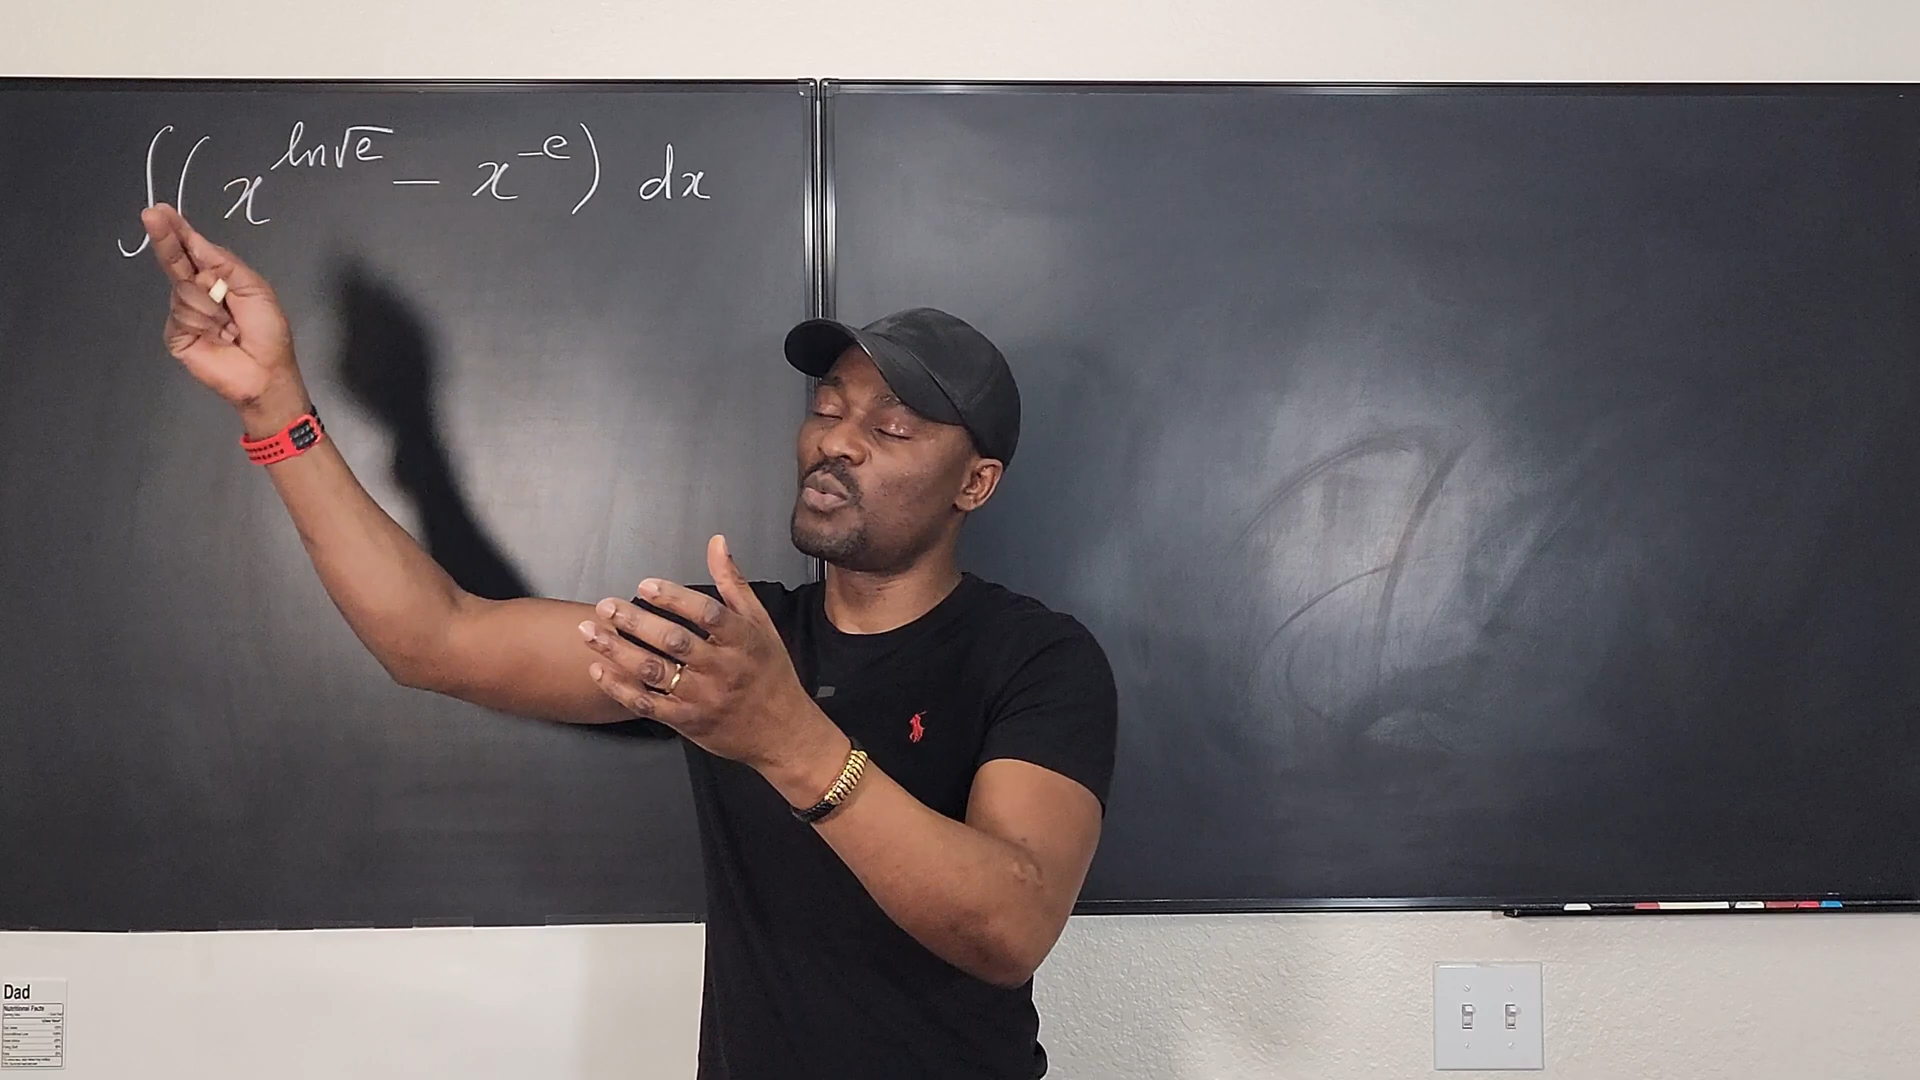 ∫(x^{ln√e} − x^{−e}) dx
Dad
Nutritional Facts